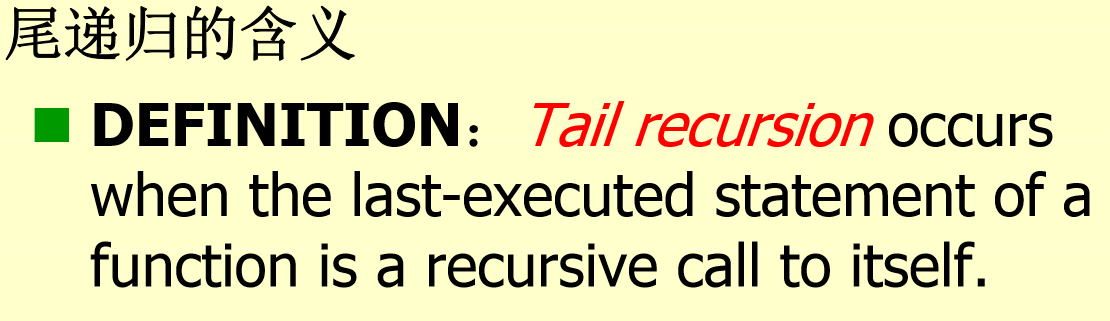 尾递归的含义
DEFINITION： Tail recursion occurs
when the last-executed statement of a
function is a recursive call to itself.